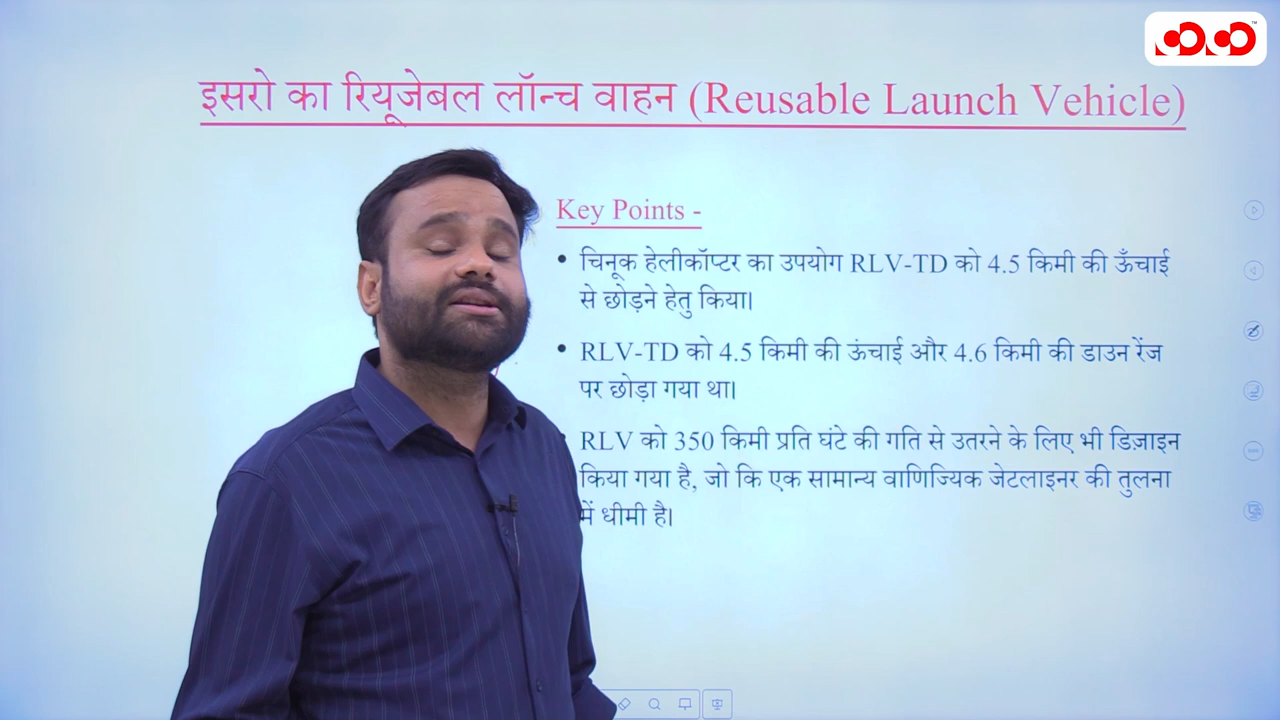 इसरो का रियूजेबल लॉन्च वाहन (Reusable Launch Vehicle)
Key Points -
• चिनूक हेलीकॉप्टर का उपयोग RLV-TD को 4.5 किमी की ऊँचाई
से छोड़ने हेतु किया।
• RLV-TD को 4.5 किमी की ऊंचाई और 4.6 किमी की डाउन रेंज
पर छोड़ा गया था।
RLV को 350 किमी प्रति घंटे की गति से उतरने के लिए भी डिज़ाइन
किया गया है, जो कि एक सामान्य वाणिज्यिक जेटलाइनर की तुलना
में धीमी है।